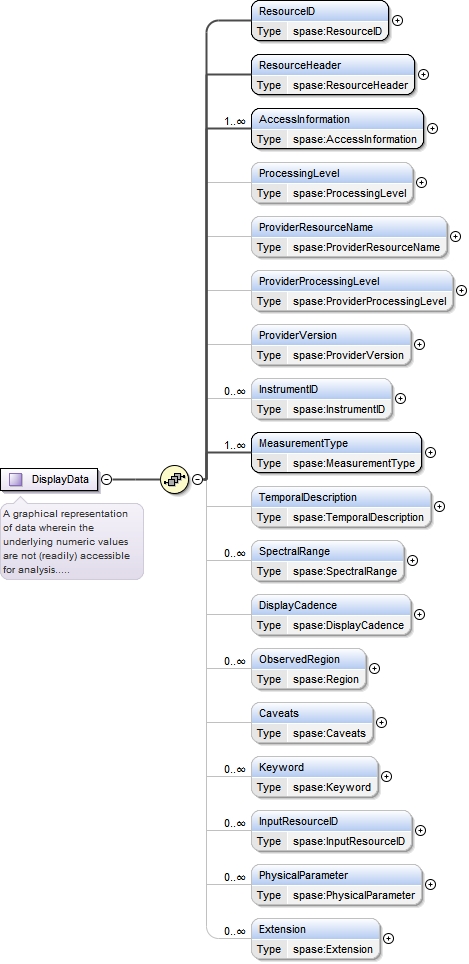 ResourceID
Type spase:ResourceID
ResourceHeader
Type spase:ResourceHeader
1..∞
AccessInformation
Type spase:AccessInformation
ProcessingLevel
Type spase:ProcessingLevel
ProviderResourceName
Type spase:ProviderResourceName
ProviderProcessingLevel
Type spase:ProviderProcessingLevel
ProviderVersion
Type spase:ProviderVersion
0..∞
InstrumentID
Type spase:InstrumentID
1..∞
MeasurementType
Type spase:MeasurementType
DisplayData
A graphical representation
of data wherein the
underlying numeric values
are not (readily) accessible
for analysis.....
TemporalDescription
Type spase:TemporalDescription
0..∞
SpectralRange
Type spase:SpectralRange
DisplayCadence
Type spase:DisplayCadence
0..∞
ObservedRegion
Type spase:Region
Caveats
Type spase:Caveats
0..∞
Keyword
Type spase:Keyword
0..∞
InputResourceID
Type spase:InputResourceID
0..∞
PhysicalParameter
Type spase:PhysicalParameter
0..∞
Extension
Type spase:Extension